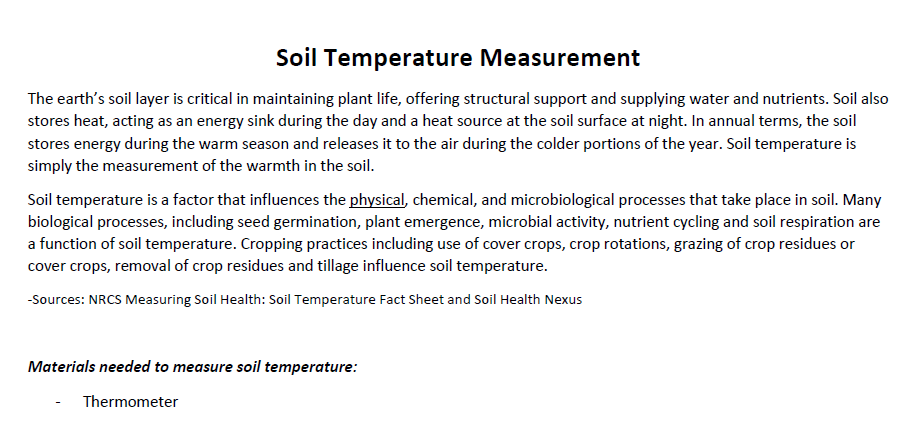 Soil Temperature Measurement
The earth’s soil layer is critical in maintaining plant life, offering structural support and supplying water and nutrients. Soil also
stores heat, acting as an energy sink during the day and a heat source at the soil surface at night. In annual terms, the soil
stores energy during the warm season and releases it to the air during the colder portions of the year. Soil temperature is
simply the measurement of the warmth in the soil.
Soil temperature is a factor that influences the physical, chemical, and microbiological processes that take place in soil. Many
biological processes, including seed germination, plant emergence, microbial activity, nutrient cycling and soil respiration are
a function of soil temperature. Cropping practices including use of cover crops, crop rotations, grazing of crop residues or
cover crops, removal of crop residues and tillage influence soil temperature.
-Sources: NRCS Measuring Soil Health: Soil Temperature Fact Sheet and Soil Health Nexus
Materials needed to measure soil temperature:
- Thermometer